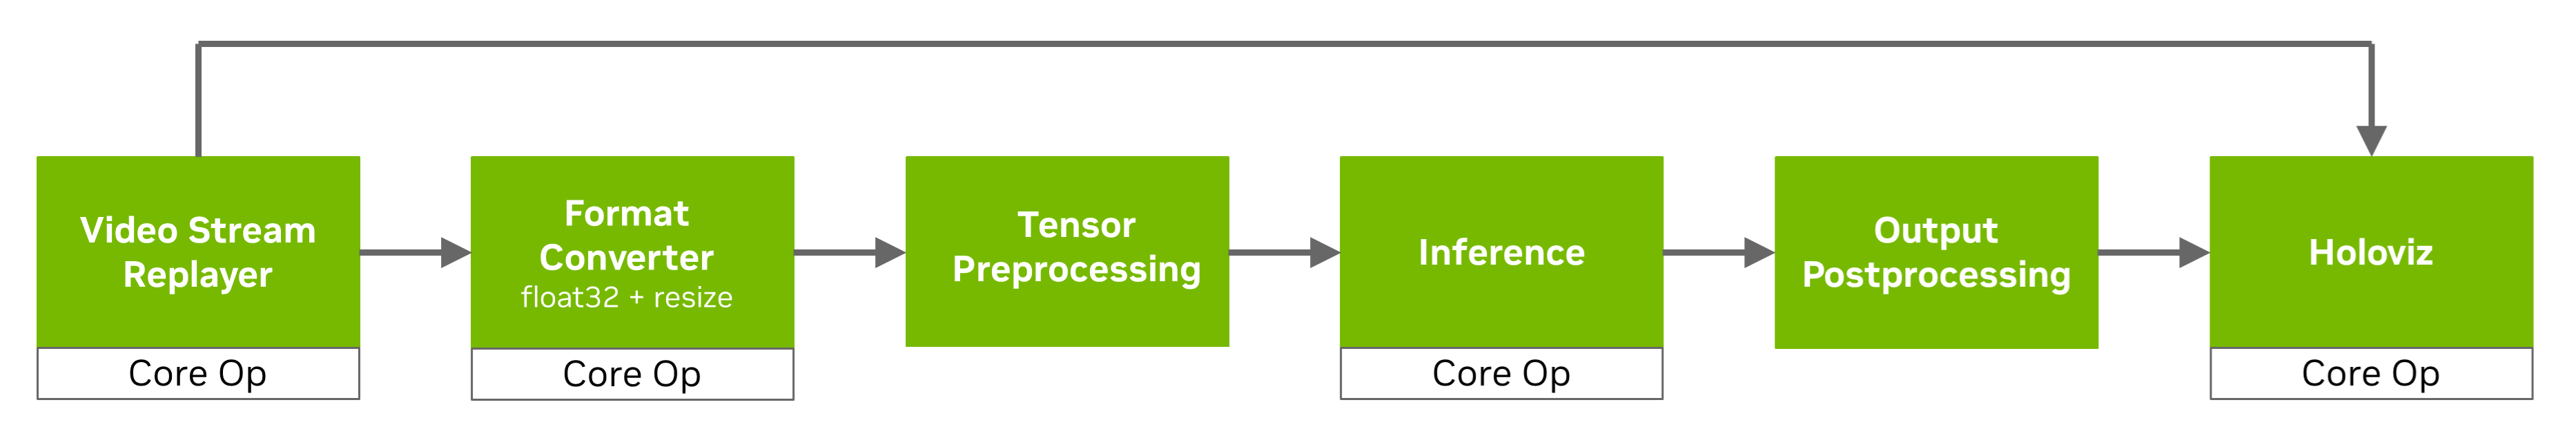 Video Stream
Replayer
Core Op
Format
Converter
float32 + resize
Core Op
Tensor
Preprocessing
Inference
Core Op
Output
Postprocessing
Holoviz
Core Op